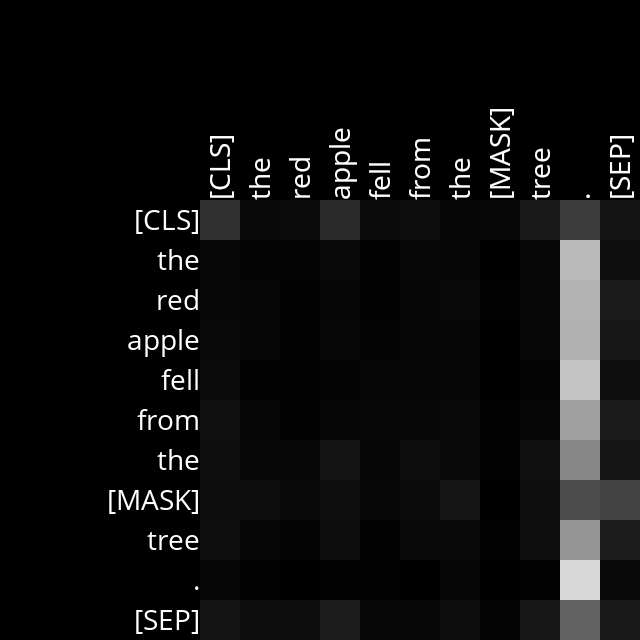 [CLS] the red apple fell from the [MASK] tree . [SEP]
[CLS]
the
red
apple
fell
from
the
[MASK]
tree
.
[SEP]